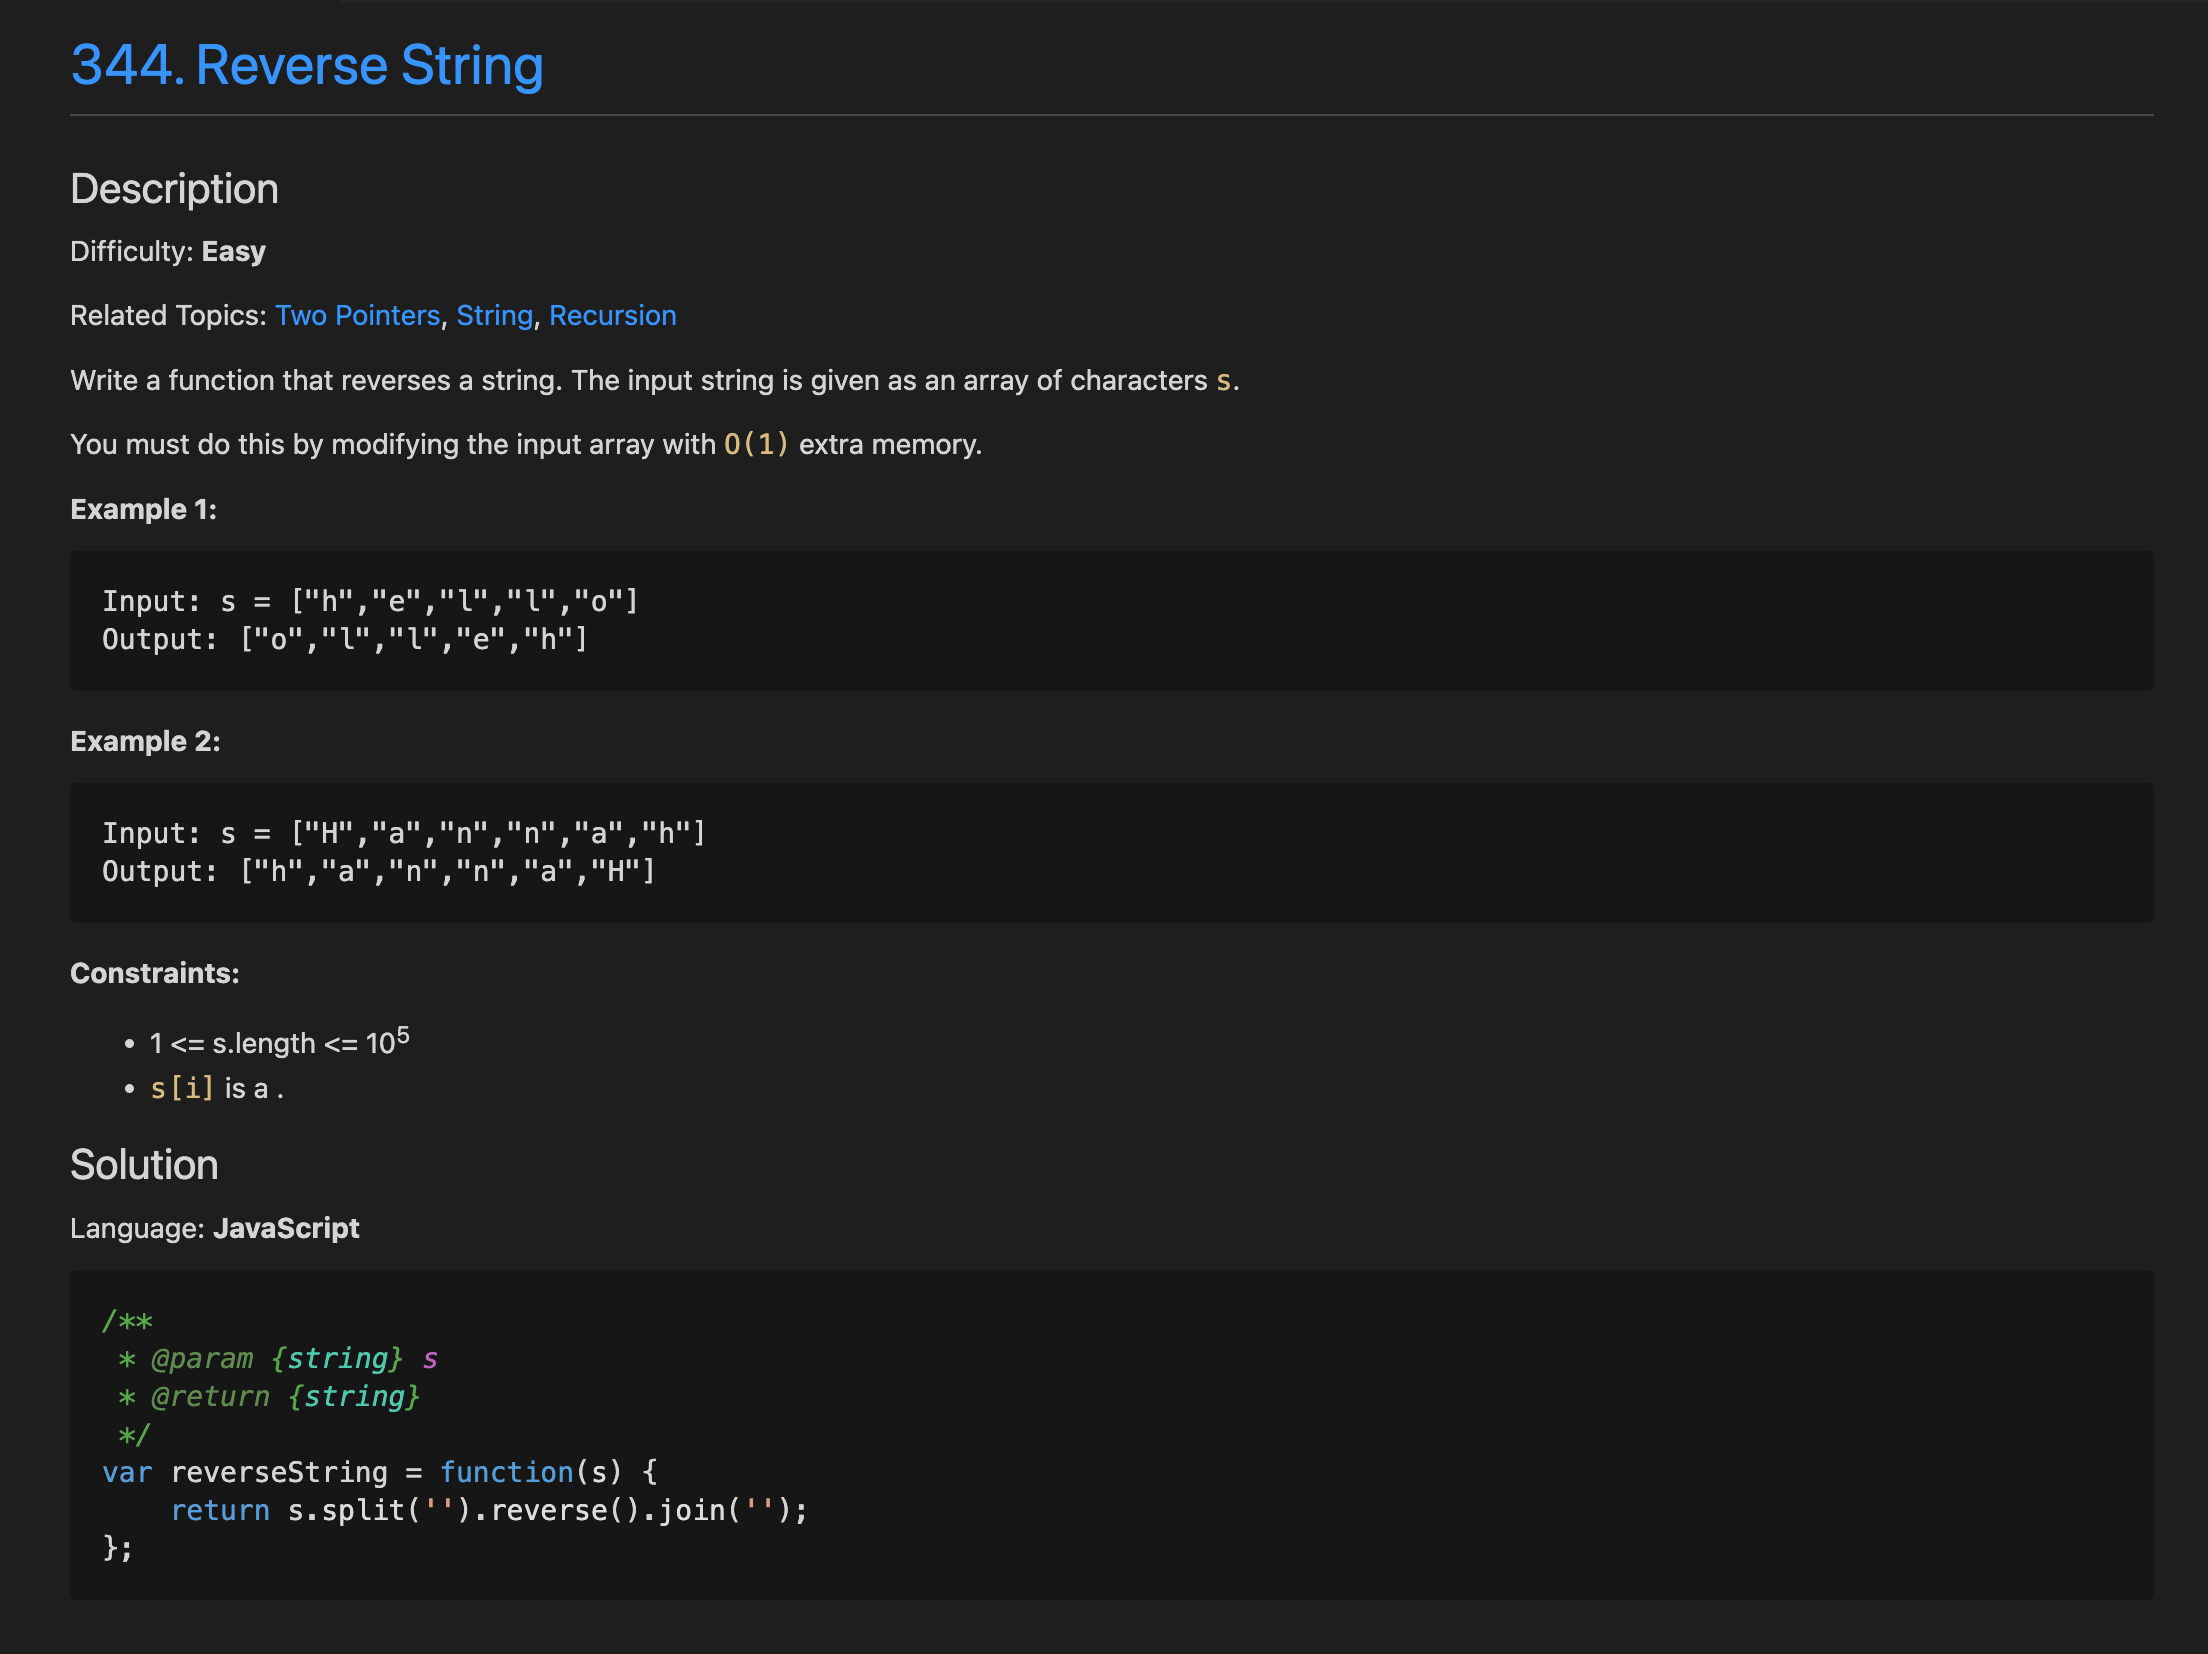 344. Reverse String
Description
Difficulty: Easy
Related Topics: Two Pointers, String, Recursion
Write a function that reverses a string. The input string is given as an array of characters s.
You must do this by modifying the input array with O(1) extra memory.
Example 1:
Input: s = ["h","e","l","l","o"]
Output: ["o","l","l","e","h"]
Example 2:
Input: s = ["H","a","n","n","a","h"]
Output: ["h","a","n","n","a","H"]
Constraints:
• 1 <= s.length <= 10⁵
• s[i] is a .
Solution
Language: JavaScript
/**
 * @param {string} s
 * @return {string}
 */
var reverseString = function(s) {
    return s.split('').reverse().join('');
};